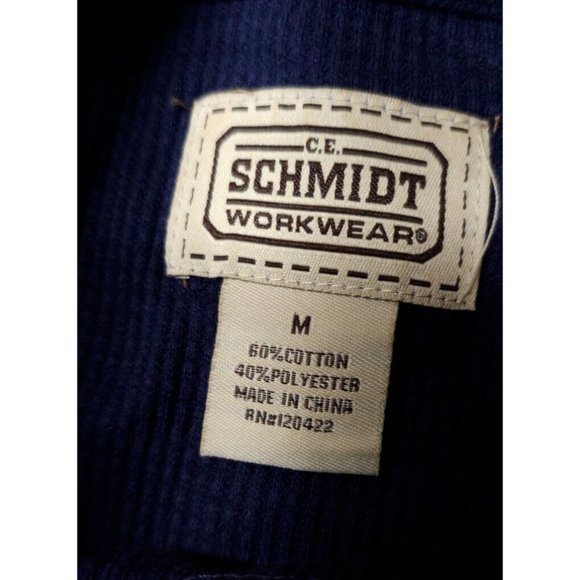 C.E.
SCHMIDT
WORKWEAR®
M
60%COTTON
40%POLYESTER
MADE IN CHINA
RN#120422